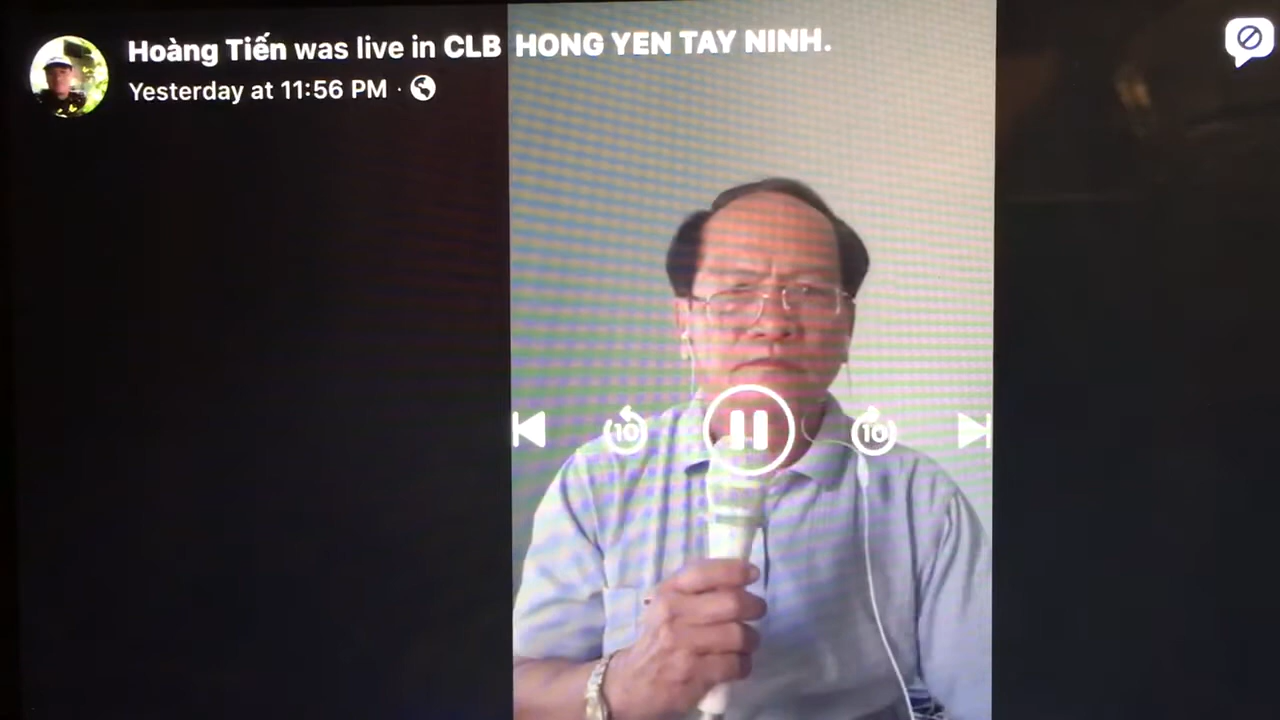 Hoàng Tiến was live in CLB HONG YEN TAY NINH.
Yesterday at 11:56 PM ·
10
10